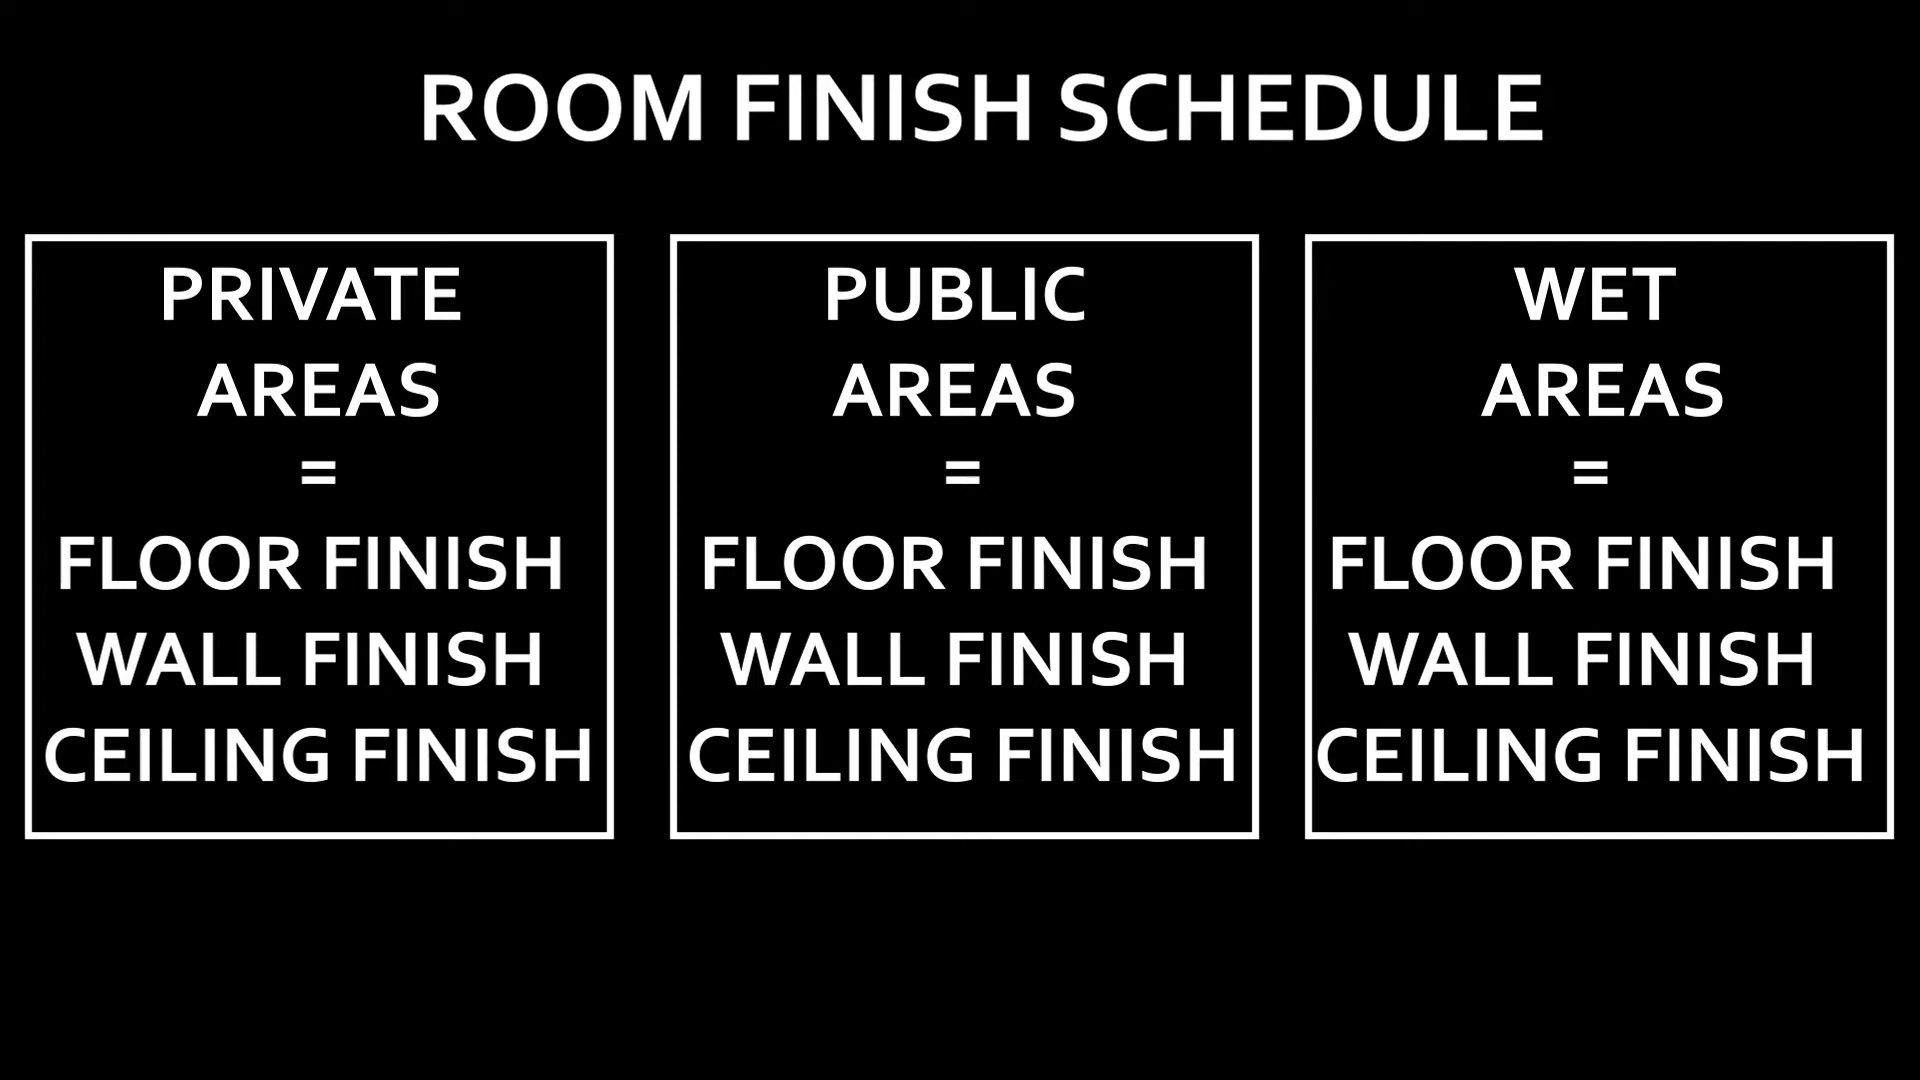 ROOM FINISH SCHEDULE
PRIVATE
AREAS
=
FLOOR FINISH
WALL FINISH
CEILING FINISH
PUBLIC
AREAS
=
FLOOR FINISH
WALL FINISH
CEILING FINISH
WET
AREAS
=
FLOOR FINISH
WALL FINISH
CEILING FINISH